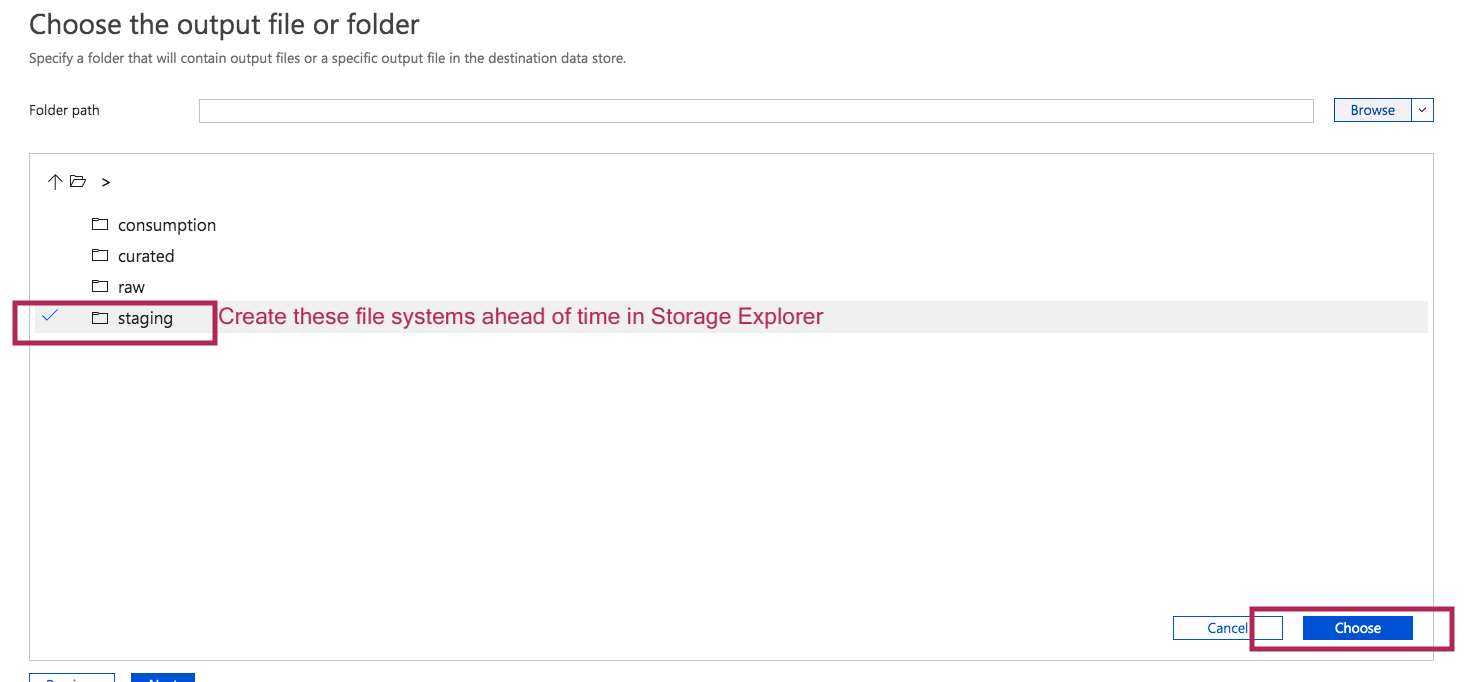 Choose the output file or folder
Specify a folder that will contain output files or a specific output file in the destination data store.
Folder path
Browse
>
consumption
curated
raw
staging Create these file systems ahead of time in Storage Explorer
Cancel Choose